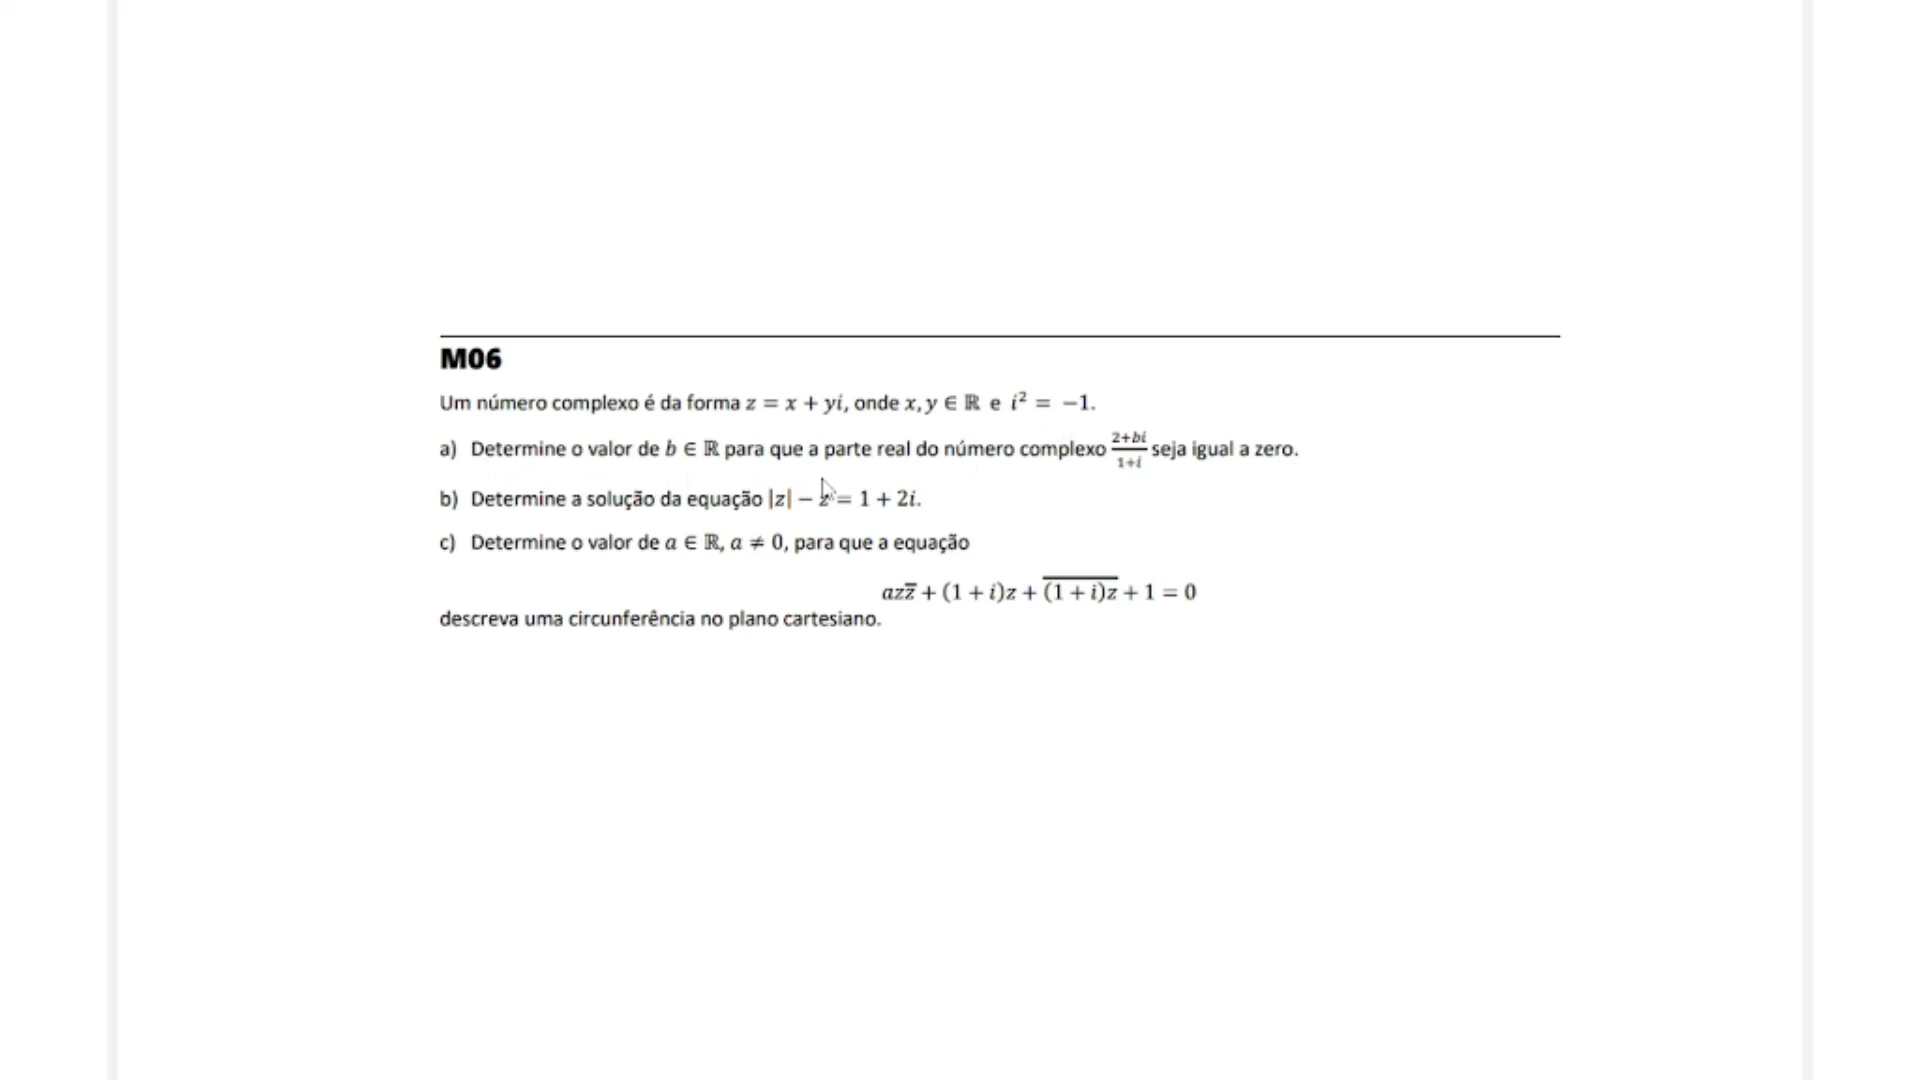 M06
Um número complexo é da forma z = x + yi, onde x, y ∈ ℝ e i² = −1.
a) Determine o valor de b ∈ ℝ para que a parte real do número complexo (2+bi)/(1+i) seja igual a zero.
b) Determine a solução da equação |z| − z = 1 + 2i.
c) Determine o valor de a ∈ ℝ, a ≠ 0, para que a equação
azz̅ + (1 + i)z + \overline{(1 + i)z} + 1 = 0
descreva uma circunferência no plano cartesiano.